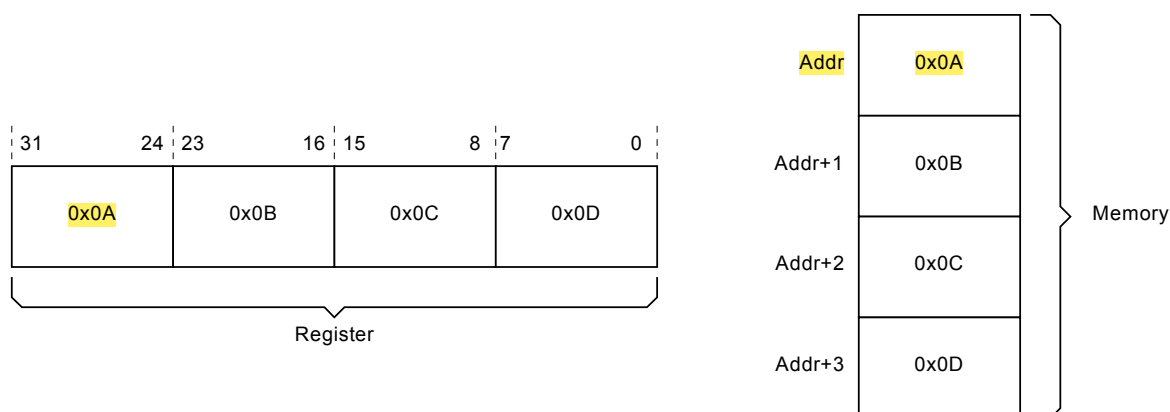 31 24 23 16 15 8 7 0
0x0A 0x0B 0x0C 0x0D
Register
Addr 0x0A
Addr+1 0x0B
Addr+2 0x0C
Addr+3 0x0D
Memory